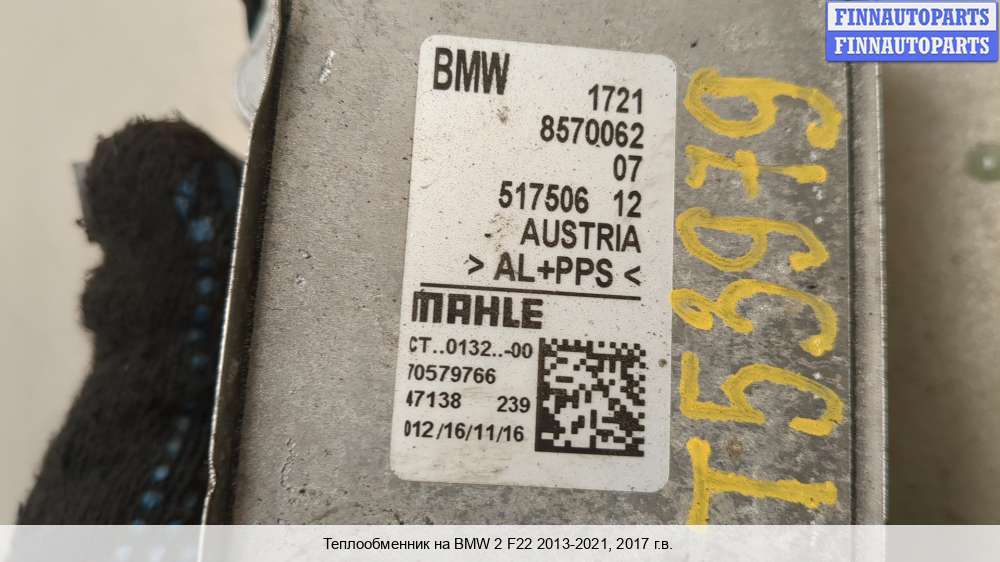 FINNAUTOPARTS
FINNAUTOPARTS
BMW
1721
8570062
07
517506 12
AUSTRIA
> AL+PPS <
MAHLE
CT..0132..-00
70579766
47138 239
012/16/11/16
T53979
Теплообменник на BMW 2 F22 2013-2021, 2017 г.в.